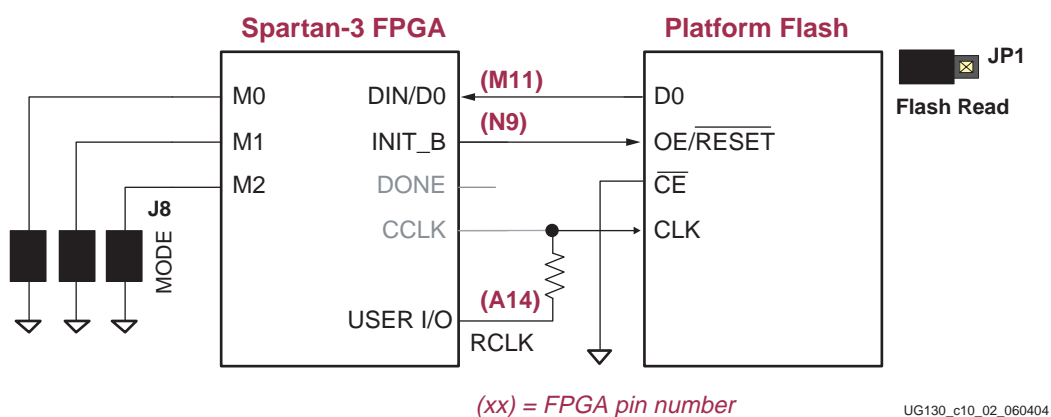 Spartan-3 FPGA
Platform Flash
JP1
Flash Read
M0
DIN/D0
(M11)
D0
M1
INIT_B
(N9)
OE/RESET
M2
DONE
CE
J8
MODE
CCLK
CLK
USER I/O
(A14)
RCLK
(xx) = FPGA pin number
UG130_c10_02_060404